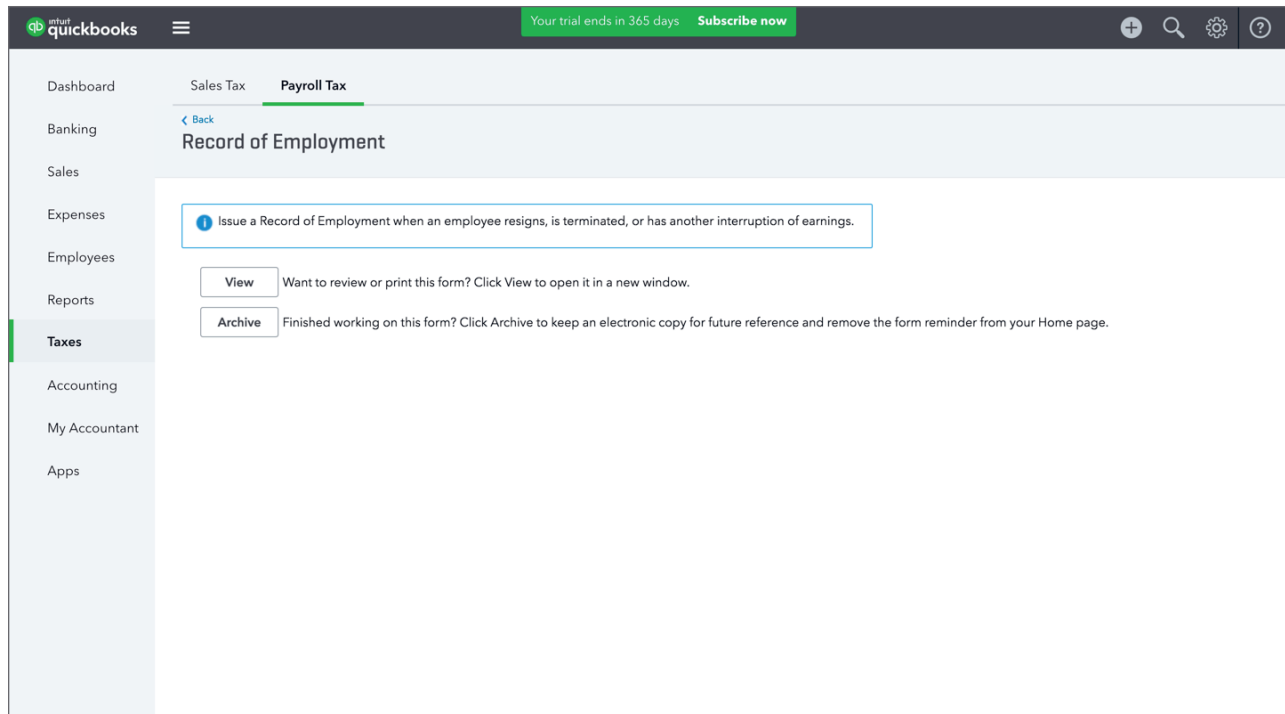 intuit
quickbooks
qb
Your trial ends in 365 days Subscribe now
Dashboard
Banking
Sales
Expenses
Employees
Reports
Taxes
Accounting
My Accountant
Apps
Sales Tax Payroll Tax
Back
Record of Employment
Issue a Record of Employment when an employee resigns, is terminated, or has another interruption of earnings.
View Want to review or print this form? Click View to open it in a new window.
Archive Finished working on this form? Click Archive to keep an electronic copy for future reference and remove the form reminder from your Home page.